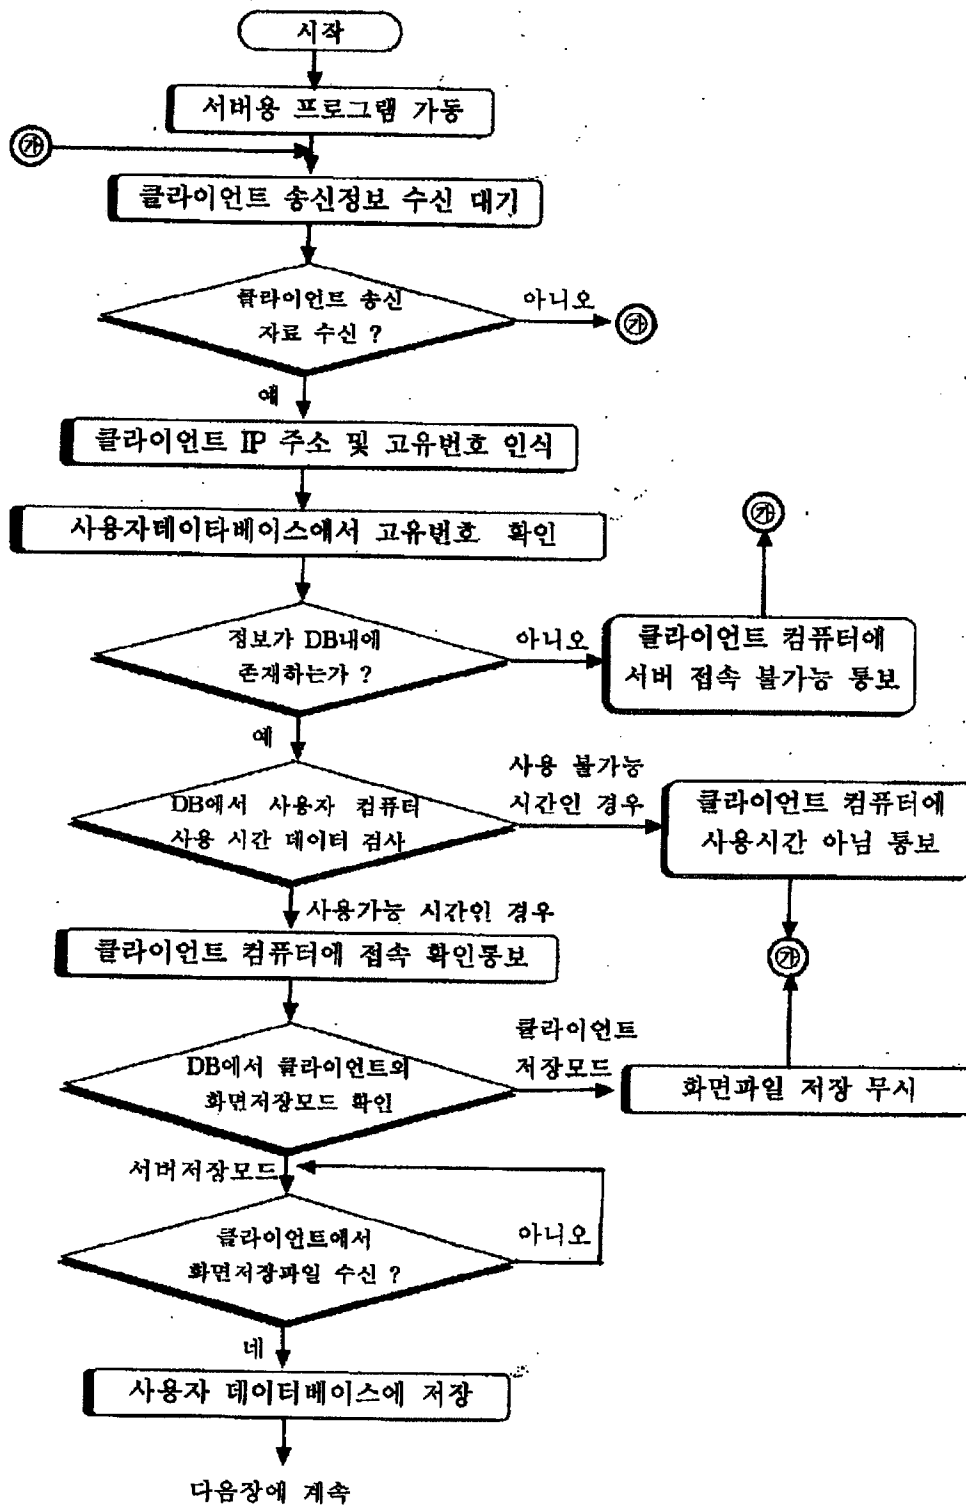 시작
서버용 프로그램 가동
㉮
클라이언트 송신정보 수신 대기
클라이언트 송신
자료 수신 ?
아니오
㉮
예
클라이언트 IP 주소 및 고유번호 인식
사용자데이타베이스에서 고유번호 확인
㉮
정보가 DB내에
존재하는가 ?
아니오
클라이언트 컴퓨터에
서버 접속 불가능 통보
예
사용 불가능
시간인 경우
DB에서 사용자 컴퓨터
사용 시간 데이터 검사
클라이언트 컴퓨터에
사용시간 아님 통보
사용가능 시간인 경우
클라이언트 컴퓨터에 접속 확인통보
㉮
클라이언트
저장모드
DB에서 클라이언트의
화면저장모드 확인
화면파일 저장 무시
서버저장모드
클라이언트에서
화면저장파일 수신 ?
아니오
네
사용자 데이터베이스에 저장
다음장에 계속